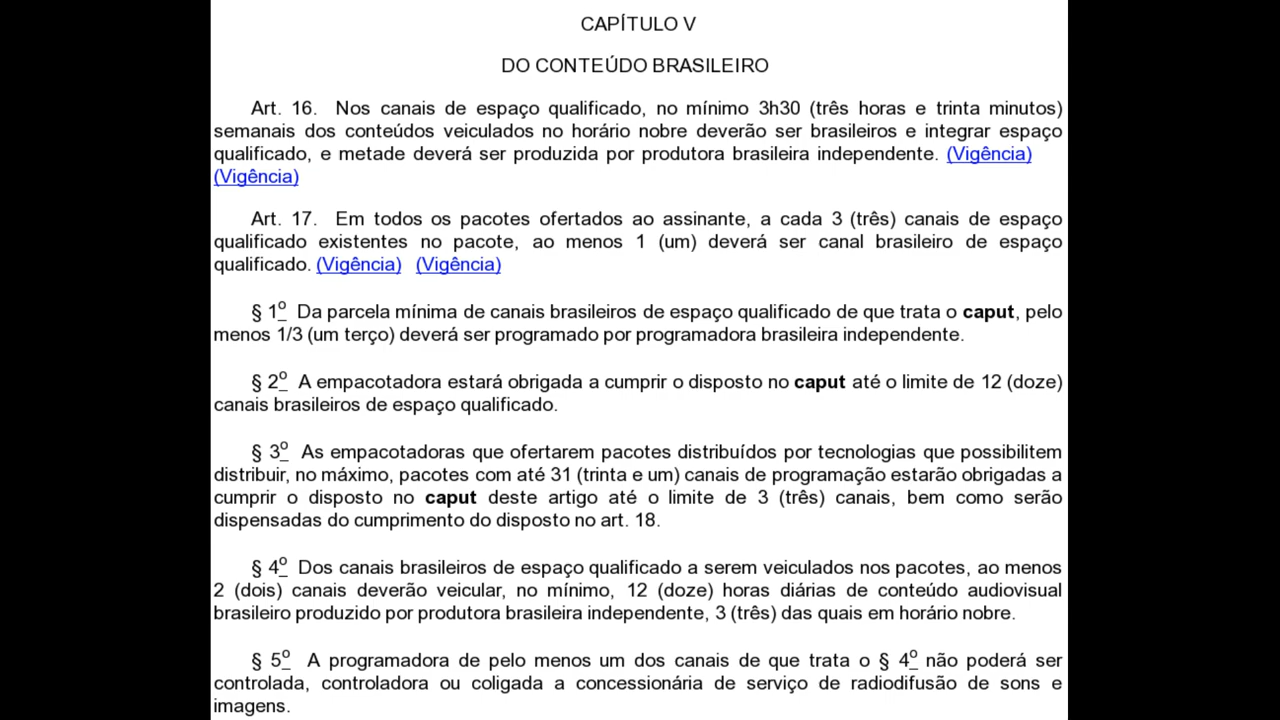 CAPÍTULO V
DO CONTEÚDO BRASILEIRO
Art. 16. Nos canais de espaço qualificado, no mínimo 3h30 (três horas e trinta minutos)
semanais dos conteúdos veiculados no horário nobre deverão ser brasileiros e integrar espaço
qualificado, e metade deverá ser produzida por produtora brasileira independente. (Vigência)
(Vigência)
Art. 17. Em todos os pacotes ofertados ao assinante, a cada 3 (três) canais de espaço
qualificado existentes no pacote, ao menos 1 (um) deverá ser canal brasileiro de espaço
qualificado. (Vigência) (Vigência)
§ 1º Da parcela mínima de canais brasileiros de espaço qualificado de que trata o caput, pelo
menos 1/3 (um terço) deverá ser programado por programadora brasileira independente.
§ 2º A empacotadora estará obrigada a cumprir o disposto no caput até o limite de 12 (doze)
canais brasileiros de espaço qualificado.
§ 3º As empacotadoras que ofertarem pacotes distribuídos por tecnologias que possibilitem
distribuir, no máximo, pacotes com até 31 (trinta e um) canais de programação estarão obrigadas a
cumprir o disposto no caput deste artigo até o limite de 3 (três) canais, bem como serão
dispensadas do cumprimento do disposto no art. 18.
§ 4º Dos canais brasileiros de espaço qualificado a serem veiculados nos pacotes, ao menos
2 (dois) canais deverão veicular, no mínimo, 12 (doze) horas diárias de conteúdo audiovisual
brasileiro produzido por produtora brasileira independente, 3 (três) das quais em horário nobre.
§ 5º A programadora de pelo menos um dos canais de que trata o § 4º não poderá ser
controlada, controladora ou coligada a concessionária de serviço de radiodifusão de sons e
imagens.